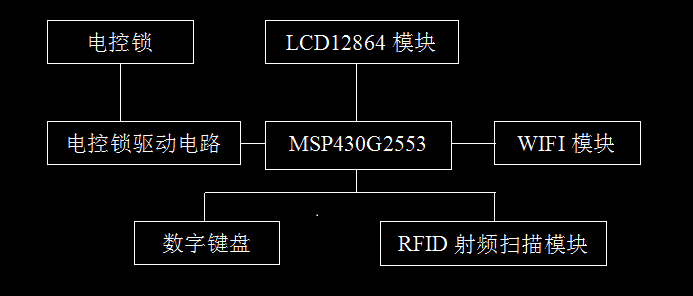 电控锁
LCD12864 模块
电控锁驱动电路
MSP430G2553
WIFI 模块
数字键盘
RFID 射频扫描模块